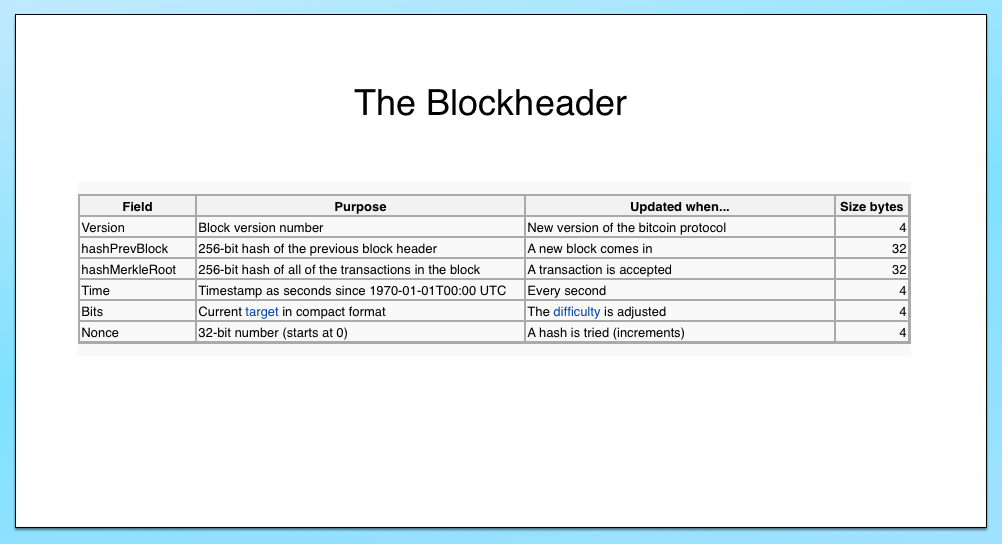 The Blockheader
Field Purpose Updated when... Size bytes
Version Block version number New version of the bitcoin protocol 4
hashPrevBlock 256-bit hash of the previous block header A new block comes in 32
hashMerkleRoot 256-bit hash of all of the transactions in the block A transaction is accepted 32
Time Timestamp as seconds since 1970-01-01T00:00 UTC Every second 4
Bits Current target in compact format The difficulty is adjusted 4
Nonce 32-bit number (starts at 0) A hash is tried (increments) 4